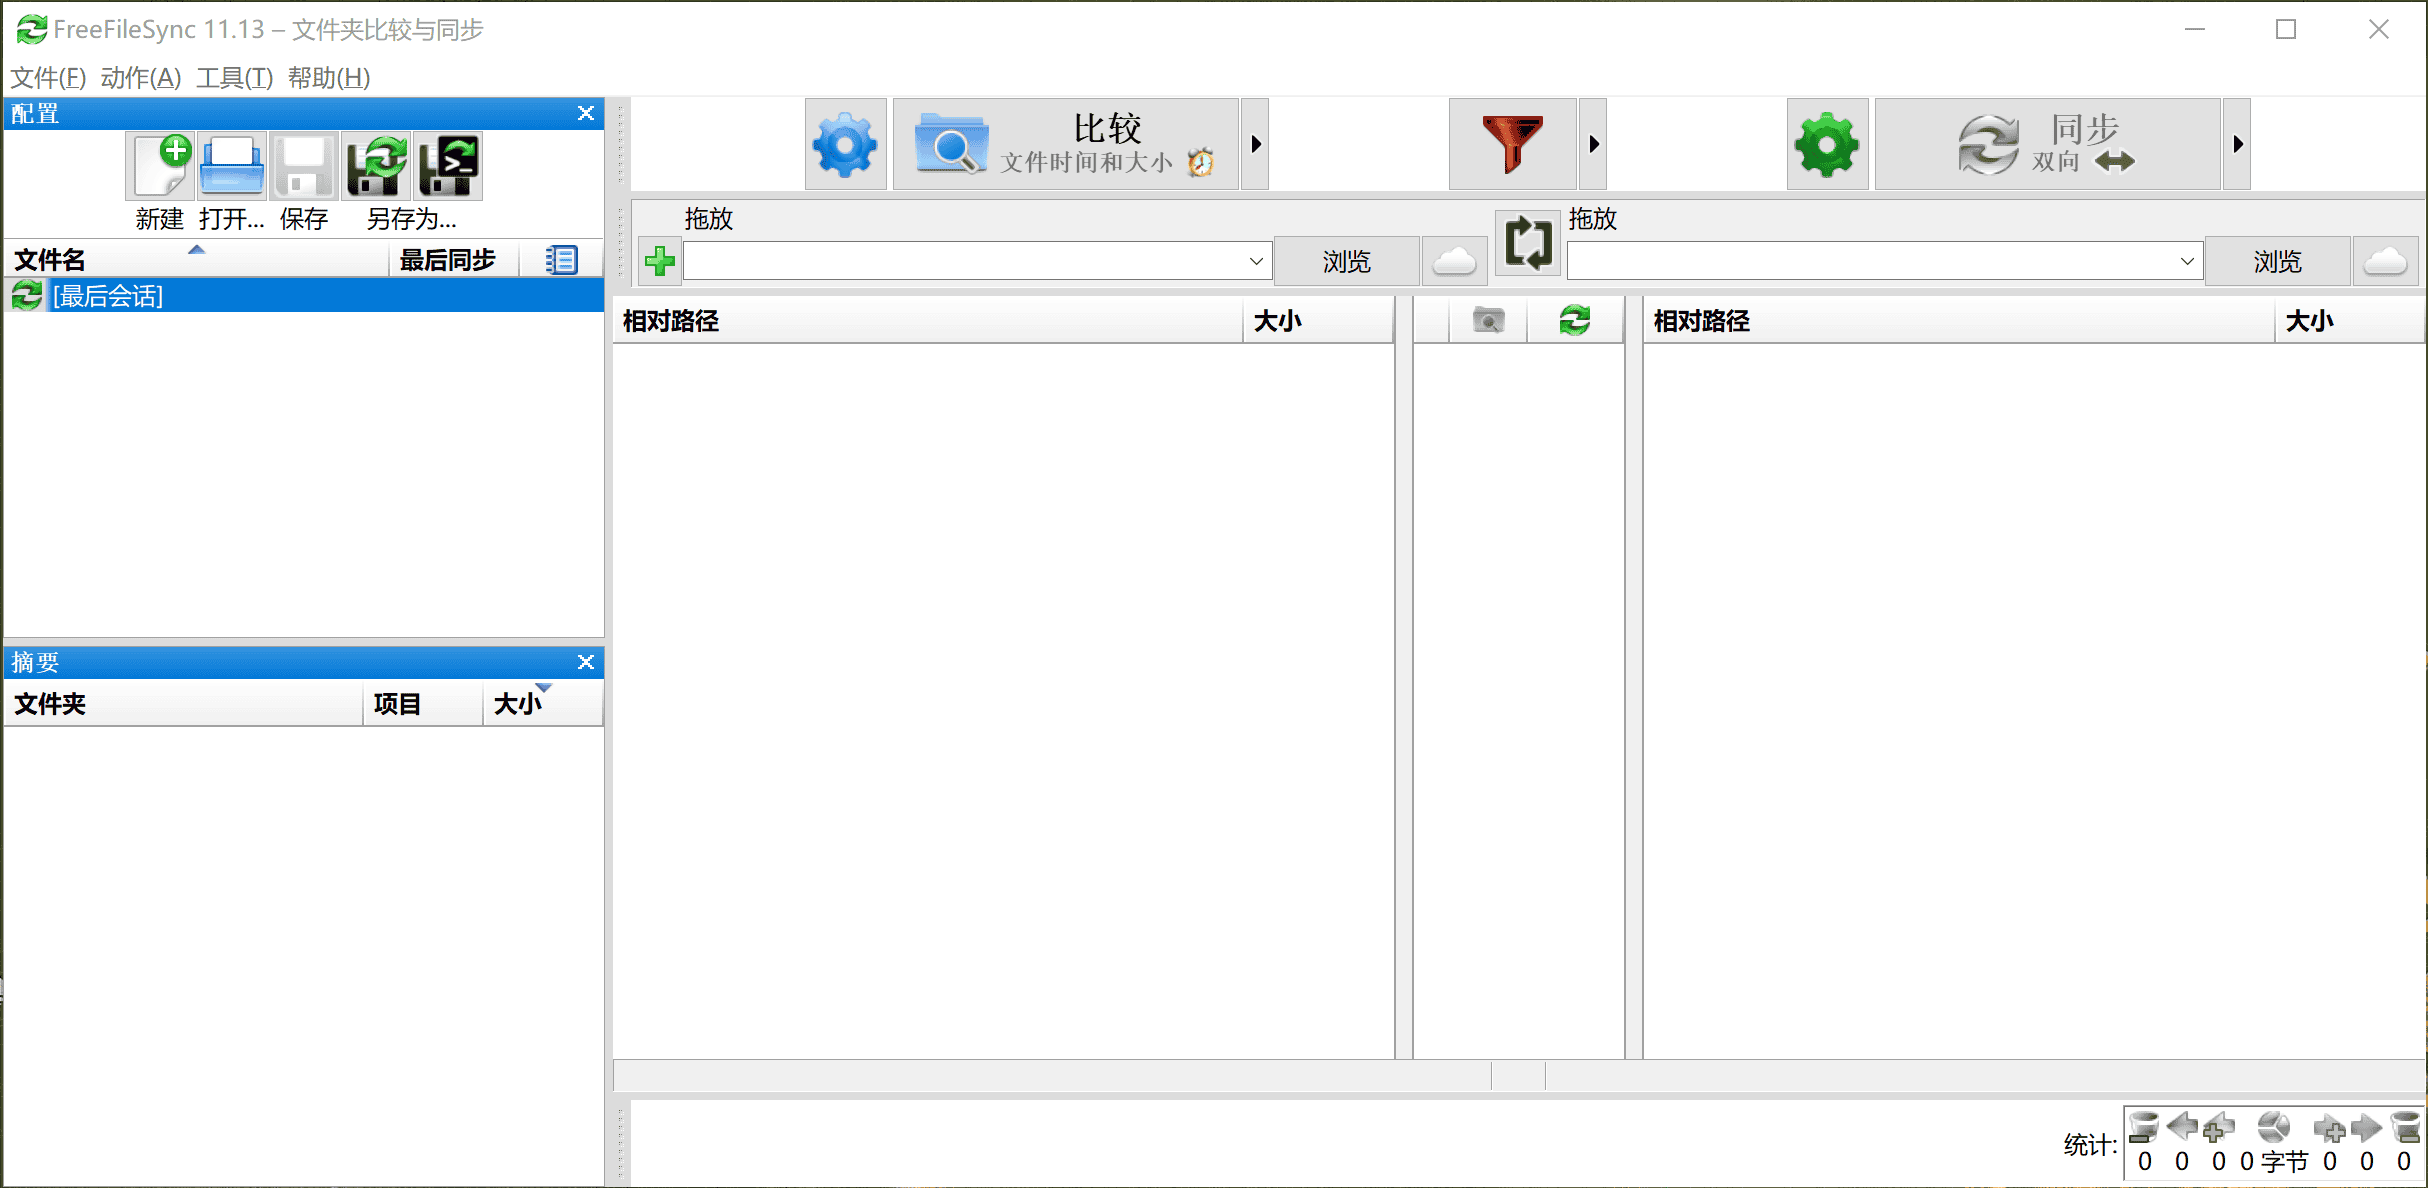 FreeFileSync 11.13 – 文件夹比较与同步
文件(F) 动作(A) 工具(T) 帮助(H)
配置
新建 打开... 保存 另存为...
文件名 最后同步
[最后会话]
摘要
文件夹 项目 大小
比较
文件时间和大小
同步
双向
拖放
浏览
拖放
浏览
相对路径 大小
相对路径 大小
统计:
0 0 0 0 字节 0 0 0